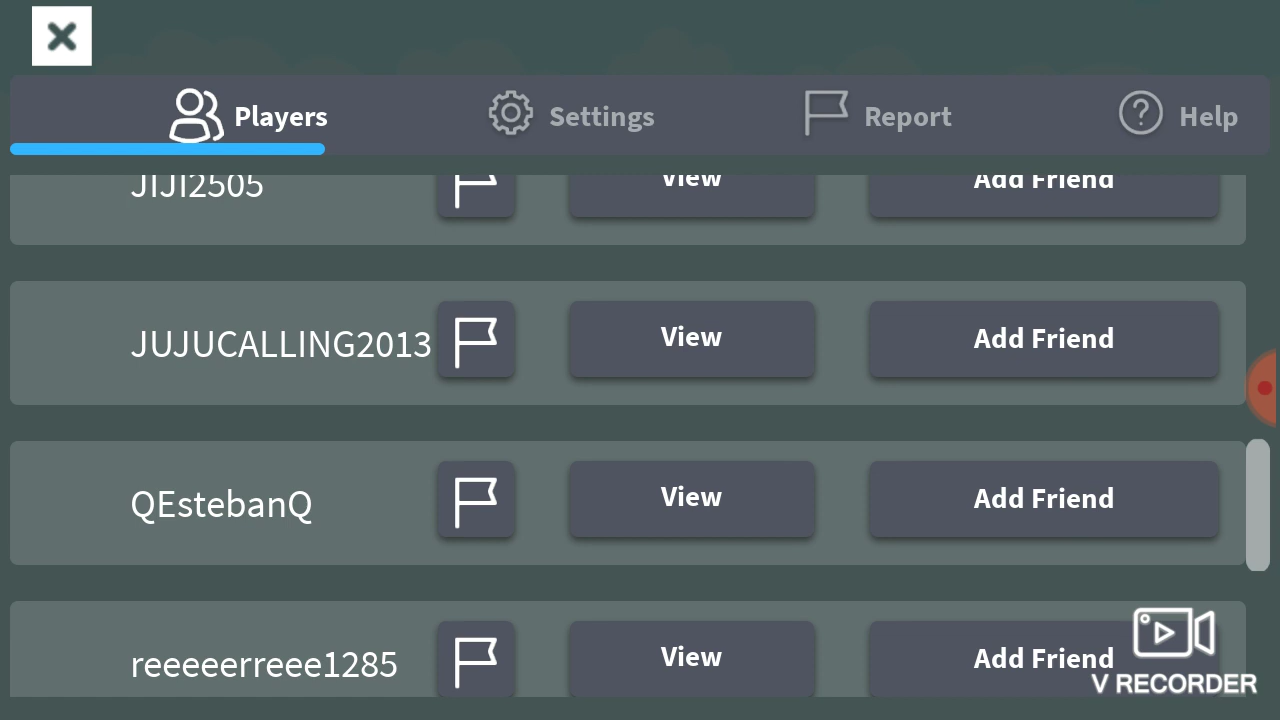 Players Settings Report Help
JIJI2505 View Add Friend
JUJUCALLING2013 View Add Friend
QEstebanQ View Add Friend
reeeeerreee1285 View Add Friend
V RECORDER